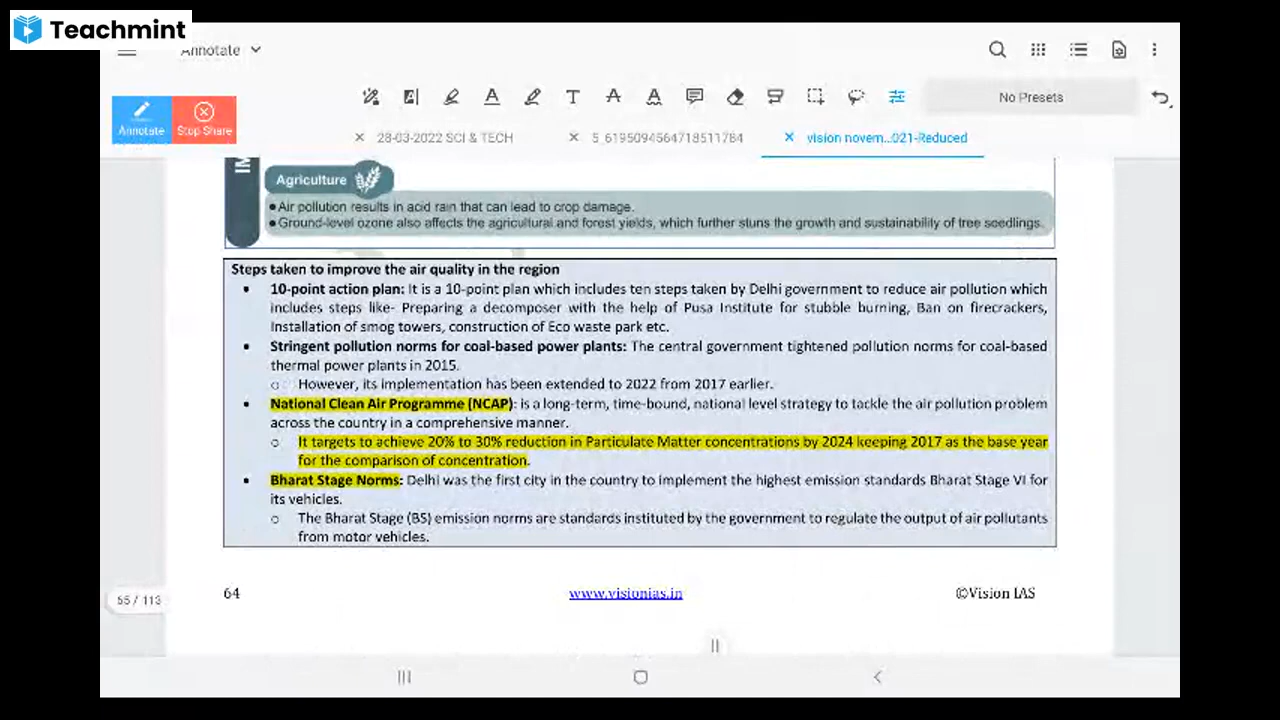 Teachmint
Annotate
No Presets
Annotate
Stop Share
28-03-2022 SCI & TECH
5_6195094564718511784
vision novem...021-Reduced
IM
Agriculture
●Air pollution results in acid rain that can lead to crop damage.
●Ground-level ozone also affects the agricultural and forest yields, which further stuns the growth and sustainability of tree seedlings.
Steps taken to improve the air quality in the region
• 10-point action plan: It is a 10-point plan which includes ten steps taken by Delhi government to reduce air pollution which
includes steps like- Preparing a decomposer with the help of Pusa Institute for stubble burning, Ban on firecrackers,
Installation of smog towers, construction of Eco waste park etc.
• Stringent pollution norms for coal-based power plants: The central government tightened pollution norms for coal-based
thermal power plants in 2015.
o However, its implementation has been extended to 2022 from 2017 earlier.
• National Clean Air Programme (NCAP): is a long-term, time-bound, national level strategy to tackle the air pollution problem
across the country in a comprehensive manner.
o It targets to achieve 20% to 30% reduction in Particulate Matter concentrations by 2024 keeping 2017 as the base year
for the comparison of concentration.
• Bharat Stage Norms: Delhi was the first city in the country to implement the highest emission standards Bharat Stage VI for
its vehicles.
o The Bharat Stage (BS) emission norms are standards instituted by the government to regulate the output of air pollutants
from motor vehicles.
64
www.visionias.in
©Vision IAS
55 / 113